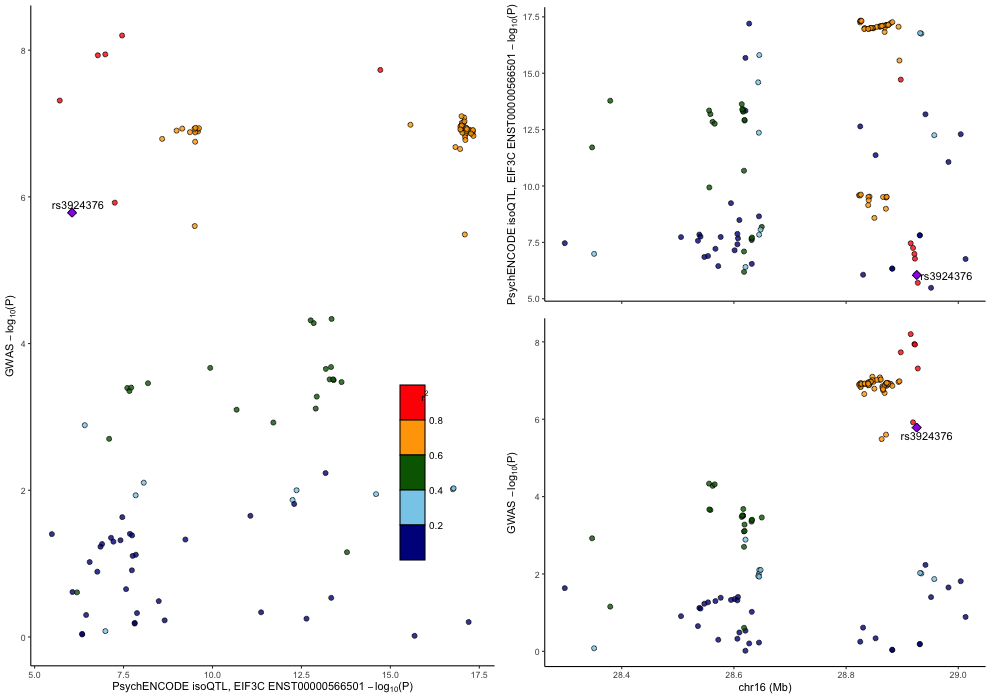 8
6
4
2
0
GWAS − log10(P)
rs3924376
r2
0.8
0.6
0.4
0.2
5.0 7.5 10.0 12.5 15.0 17.5
PsychENCODE isoQTL, EIF3C ENST00000566501 − log10(P)
17.5
15.0
12.5
10.0
7.5
5.0
PsychENCODE isoQTL, EIF3C ENST00000566501 − log10(P)
rs3924376
8
6
4
2
0
GWAS − log10(P)
rs3924376
28.4 28.6 28.8 29.0
chr16 (Mb)